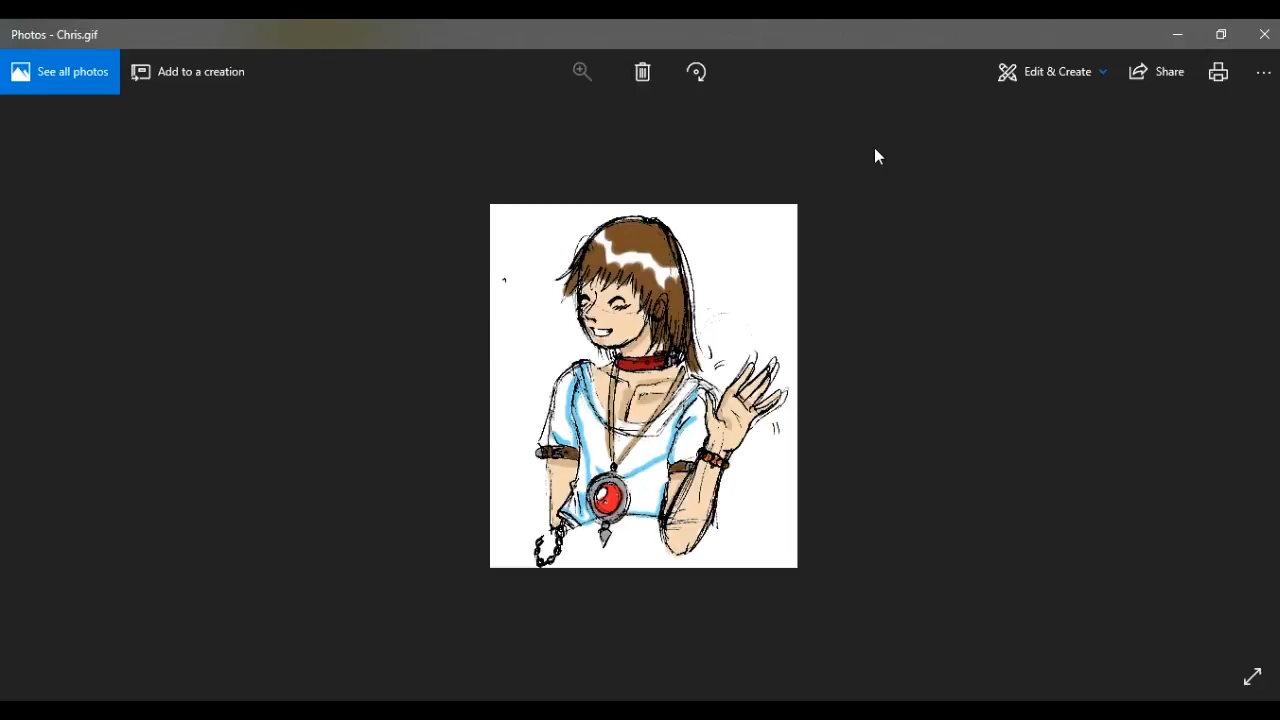 Photos - Chris.gif
See all photos
Add to a creation
Edit & Create
Share